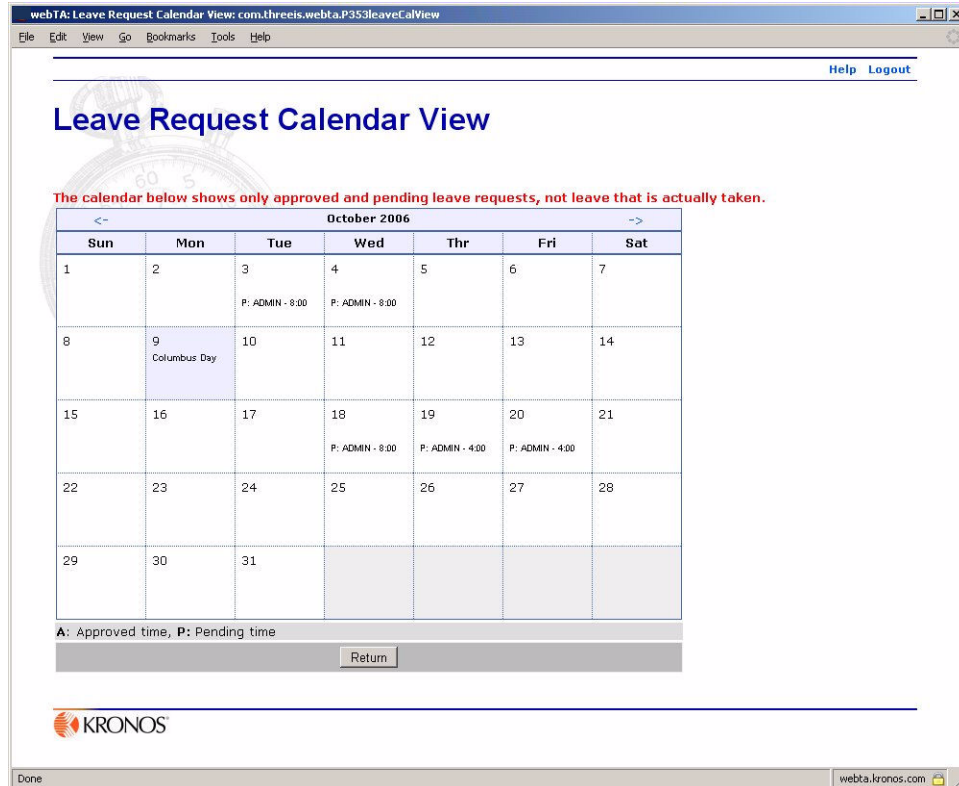 webTA: Leave Request Calendar View: com.threeis.webta.P353leaveCalView
File Edit View Go Bookmarks Tools Help
Help Logout
Leave Request Calendar View
60 5
The calendar below shows only approved and pending leave requests, not leave that is actually taken.
<- October 2006 ->
Sun Mon Tue Wed Thr Fri Sat
1 2 3 4 5 6 7
P: ADMIN - 8:00 P: ADMIN - 8:00
8 9 10 11 12 13 14
Columbus Day
15 16 17 18 19 20 21
P: ADMIN - 8:00 P: ADMIN - 4:00 P: ADMIN - 4:00
22 23 24 25 26 27 28
29 30 31
A: Approved time, P: Pending time
Return
KRONOS
Done webta.kronos.com